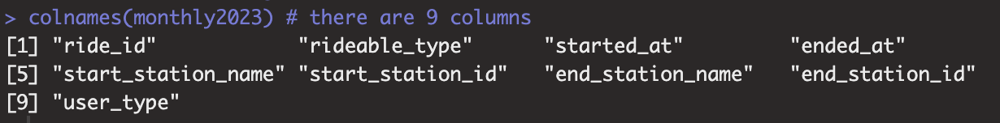 > colnames(monthly2023) # there are 9 columns
[1] "ride_id" "rideable_type" "started_at" "ended_at"
[5] "start_station_name" "start_station_id" "end_station_name" "end_station_id"
[9] "user_type"